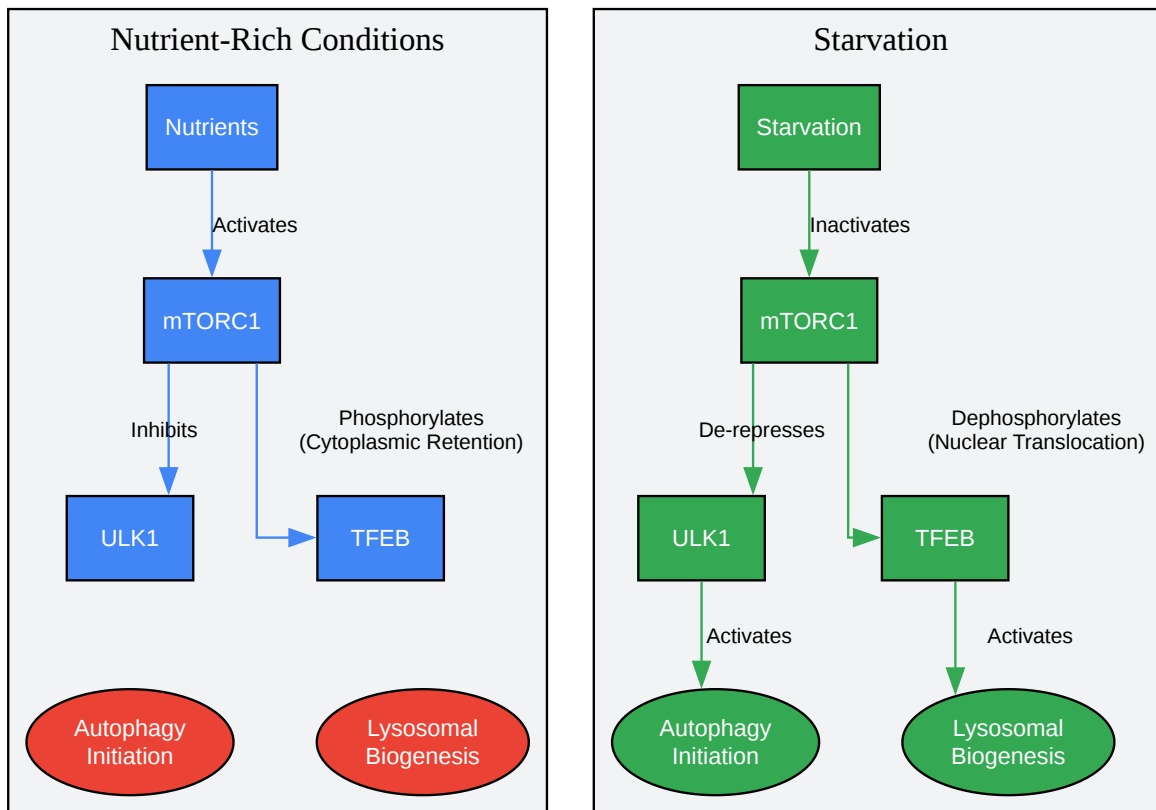 Nutrient-Rich Conditions
Nutrients
Activates
mTORC1
Inhibits
Phosphorylates
(Cytoplasmic Retention)
ULK1
TFEB
Autophagy
Initiation
Lysosomal
Biogenesis
Starvation
Starvation
Inactivates
mTORC1
De-represses
Dephosphorylates
(Nuclear Translocation)
ULK1
TFEB
Activates
Activates
Autophagy
Initiation
Lysosomal
Biogenesis